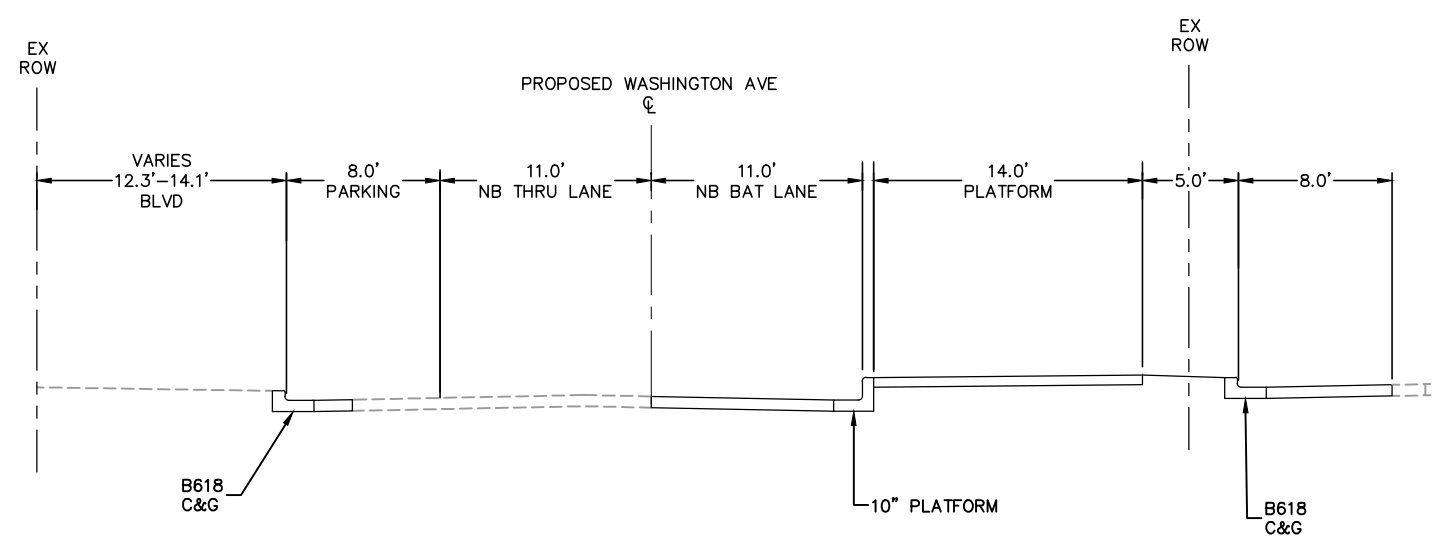 EX
ROW
PROPOSED WASHINGTON AVE
℄
EX
ROW
VARIES
12.3'-14.1'
BLVD
8.0'
PARKING
11.0'
NB THRU LANE
11.0'
NB BAT LANE
14.0'
PLATFORM
5.0'
8.0'
B618
C&G
10" PLATFORM
B618
C&G